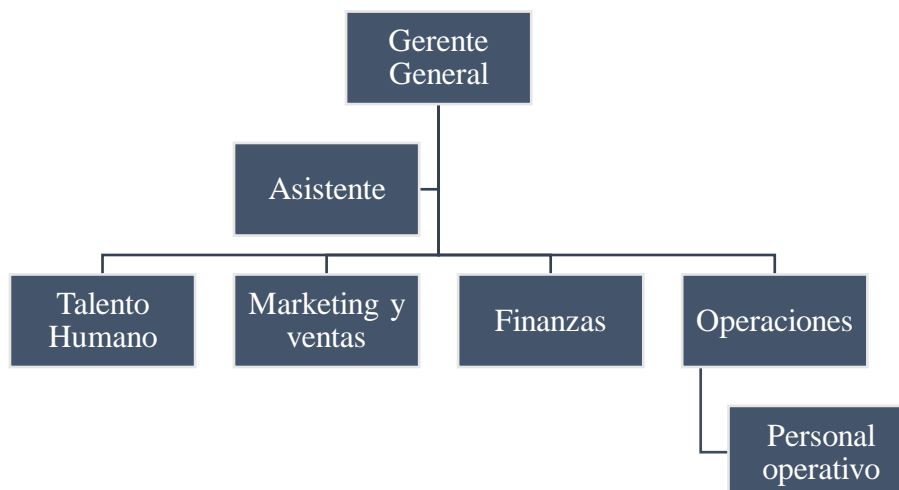 Gerente
General
Asistente
Talento
Humano
Marketing y
ventas
Finanzas
Operaciones
Personal
operativo